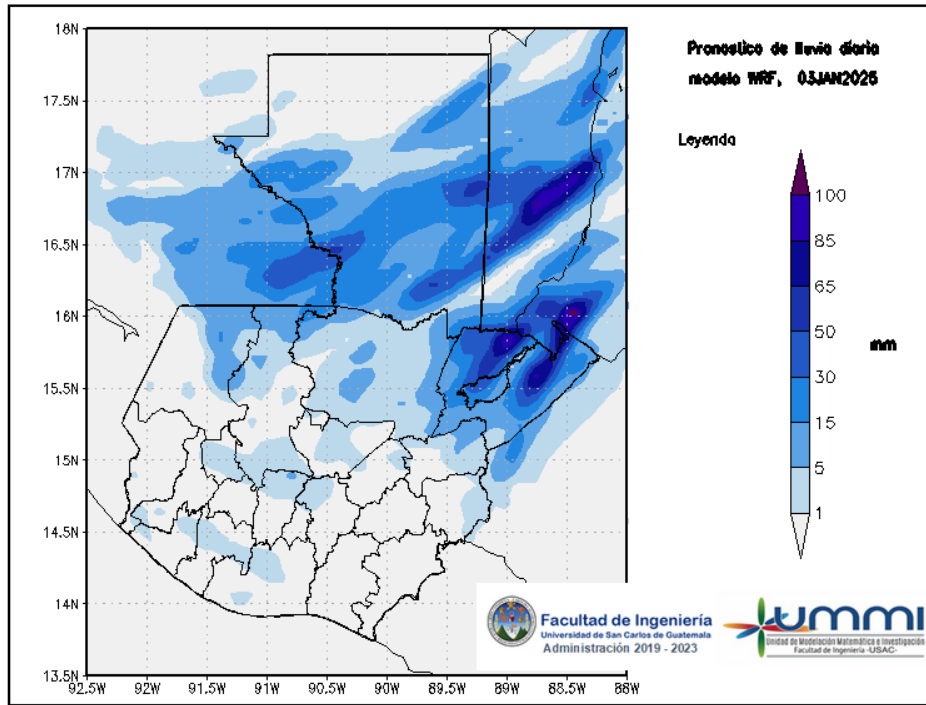 Pronostico de lluvia diaria
modelo WRF, 03JAN2026
Leyenda
100
85
65
50
30
15
5
1
mm
18N
17.5N
17N
16.5N
16N
15.5N
15N
14.5N
14N
13.5N
92.5W 92W 91.5W 91W 90.5W 90W 89.5W 89W 88.5W 88W
Facultad de Ingeniería
Universidad de San Carlos de Guatemala
Administración 2019 - 2023
ummi
Unidad de Modelación Matemática e Investigación
Facultad de Ingeniería -USAC-